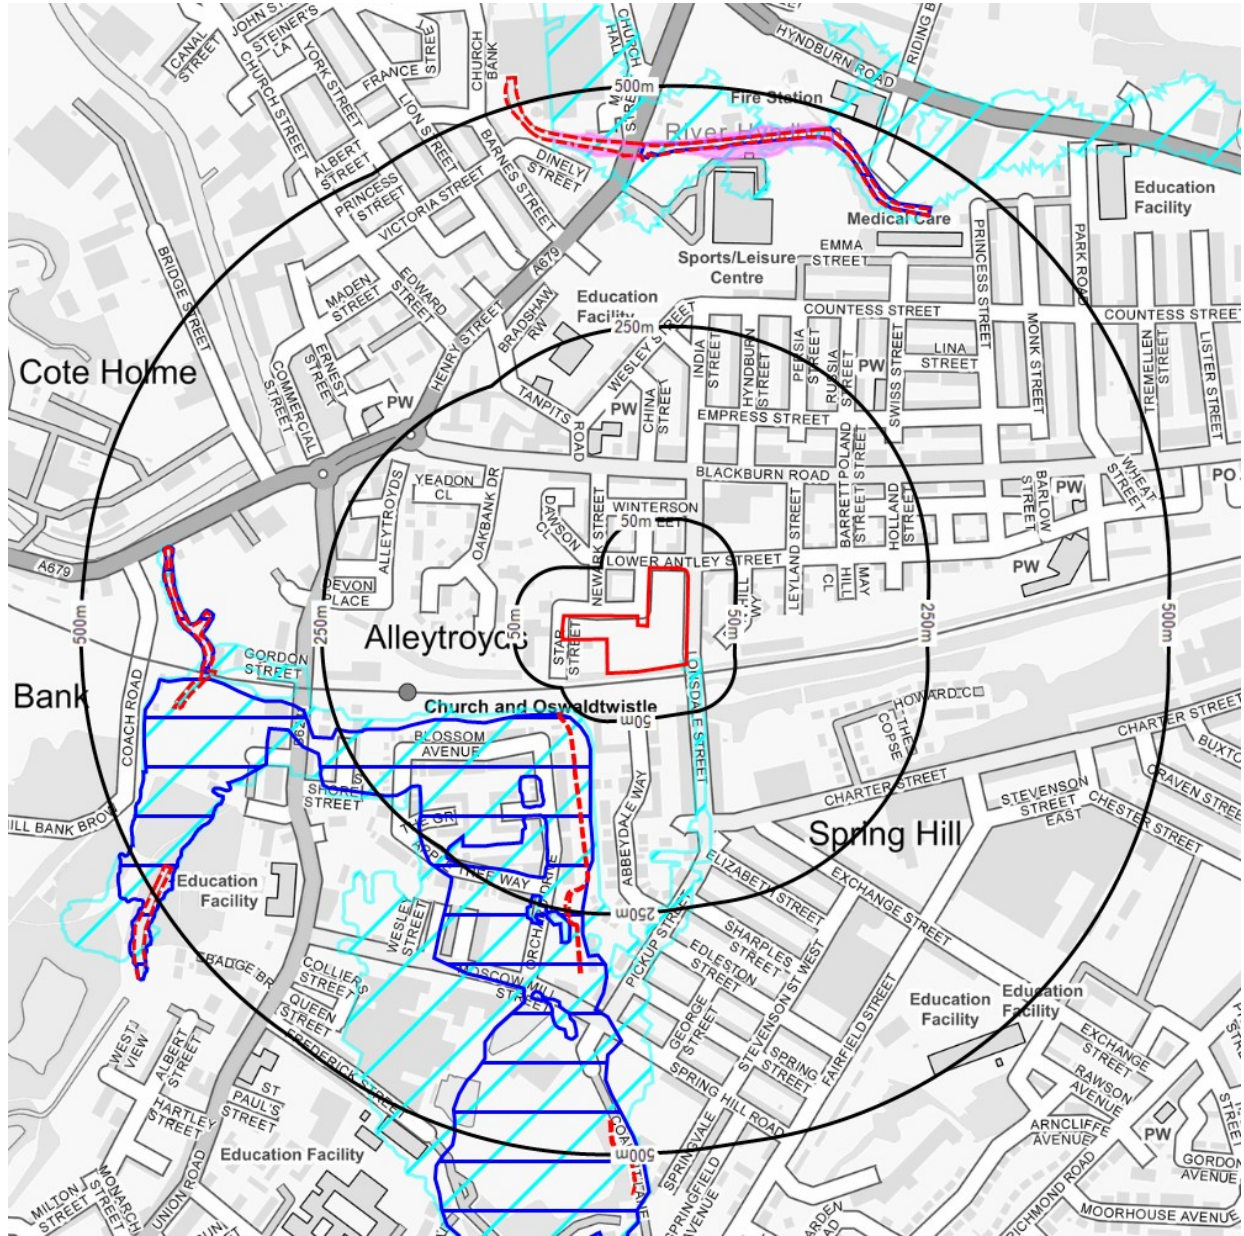 CANAL
STREET
JOHN ST
STEINER'S
LA
YORK STREET
CHURCH STREET
FRANCE
STREET
LION STREET
CHURCH
BANK
ALBERT
STREET
PRINCESS
STREET
VICTORIA STREET
BARNES STREET
DINELY
STREET
CHURCH
500m
Fire Station
HYNDBURN ROAD
River Hyndburn
Education
Facility
Medical Care
EMMA
STREET
Sports/Leisure
Centre
PRINCESS STREET
PARK ROAD
BRIDGE STREET
MADEN
STREET
EDWARD
STREET
A679
HENRY STREET
BRADSHAW
RW
Education
Facility
COUNTESS STREET
COUNTESS STREET
250m
Cote Holme
ERNEST
STREET
COMMERCIAL
PW
WESLEY STREET
TANPITS
ROAD
PW
CHINA
STREET
INDIA
STREET
HYNDBURN
STREET
PERSIA
STREET
RUSSIA
STREET
PW
SWISS STREET
LINA
STREET
MONK STREET
TREMELLEN
STREET
LISTER STREET
EMPRESS STREET
BLACKBURN ROAD
WHEAT
STREET
PO
YEADON
CL
ALLEYTROYDS
OAKBANK DR
DAWSON
CL
NEWARK STREET
WINTERSON
50m
LOWER ANTLEY STREET
LEYLAND STREET
BARRETT
STREET
POLAND
STREET
HOLLAND
STREET
BARLOW
STREET
PW
HILL
CL
MAY
PW
A679
DEVON
PLACE
500m
250m
50m
50m
250m
500m
Alleytroyds
STAR
STREET
GORDON
STREET
Bank
COACH ROAD
Church and Oswaldtwistle
50m
LONSDALE STREET
HOWARD CL
THE
COPSE
CHARTER STREET
CHARTER STREET
BUXTO
CRAVEN STREET
CHESTER STREET
STEVENSON
STREET
EAST
BLOSSOM
AVENUE
SHORE
STREET
ABBEYDALE WAY
Spring Hill
TREE WAY
Education
Facility
WESLEY
STREET
250m
PICKUP STREET
ELIZABETH STREET
EXCHANGE STREET
SHARPLES
STREET
EDLESTON
STREET
STEVENSON ST WEST
COLLIERS
STREET
QUEEN
STREET
MOSCOW MILL
STREET
GEORGE
STREET
FAIRFIELD STREET
Education
Facility
Education
Facility
WEST
VIEW
ALBERT
STREET
FREDERICK STREET
ST
PAUL'S
STREET
HARTLEY
STREET
SPRING
STREET
SPRING HILL ROAD
EXCHANGE
STREET
RAWSON
AVENUE
ARNCLIFFE
AVENUE
PW
Education Facility
500m
SPRINGVALE
SPRINGFIELD
AVENUE
UNION ROAD
MILTON
STREET
MONARCH
RICHMOND ROAD
GORDON
AVENUE
MOORHOUSE AVENUE